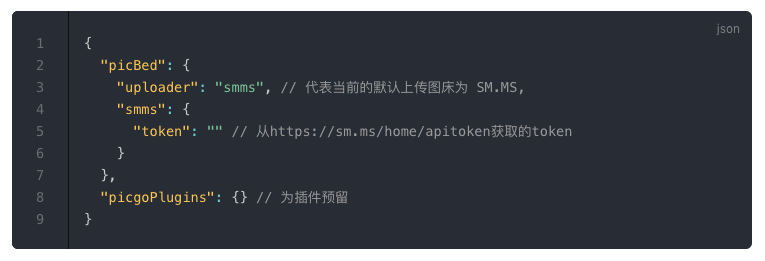 json
1 {
2   "picBed": {
3     "uploader": "smms", // 代表当前的默认上传图床为 SM.MS,
4     "smms": {
5       "token": "" // 从https://sm.ms/home/apitoken获取的token
6     }
7   },
8   "picgoPlugins": {} // 为插件预留
9 }